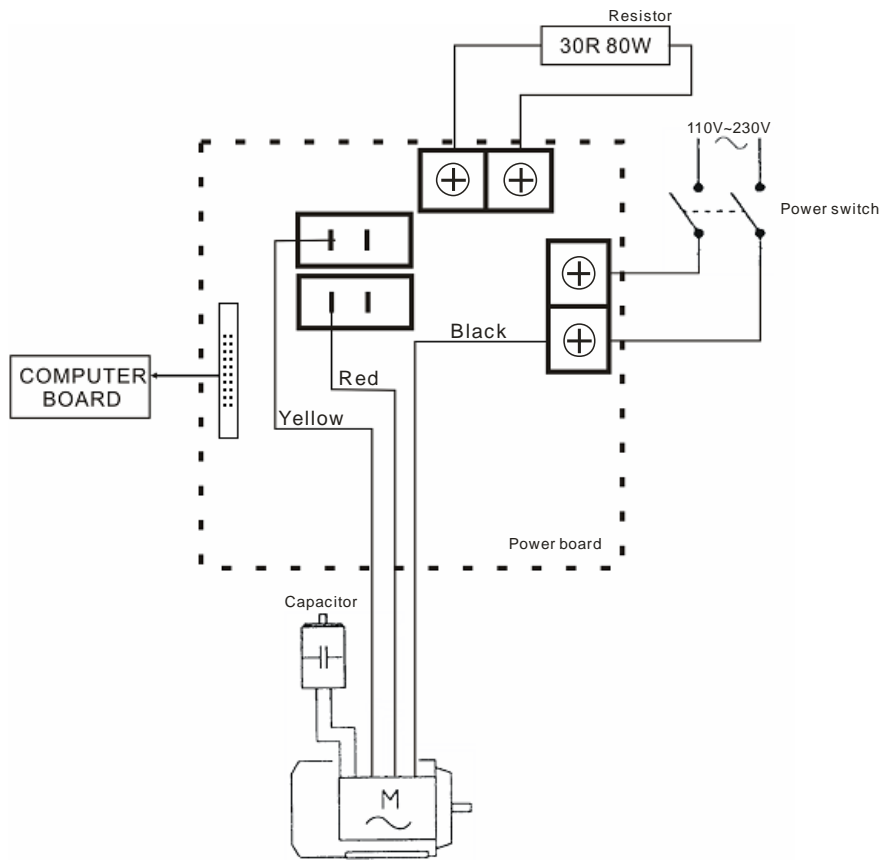 Resistor
30R 80W
110V~230V
Power switch
Black
COMPUTER
BOARD
Red
Yellow
Power board
Capacitor
M